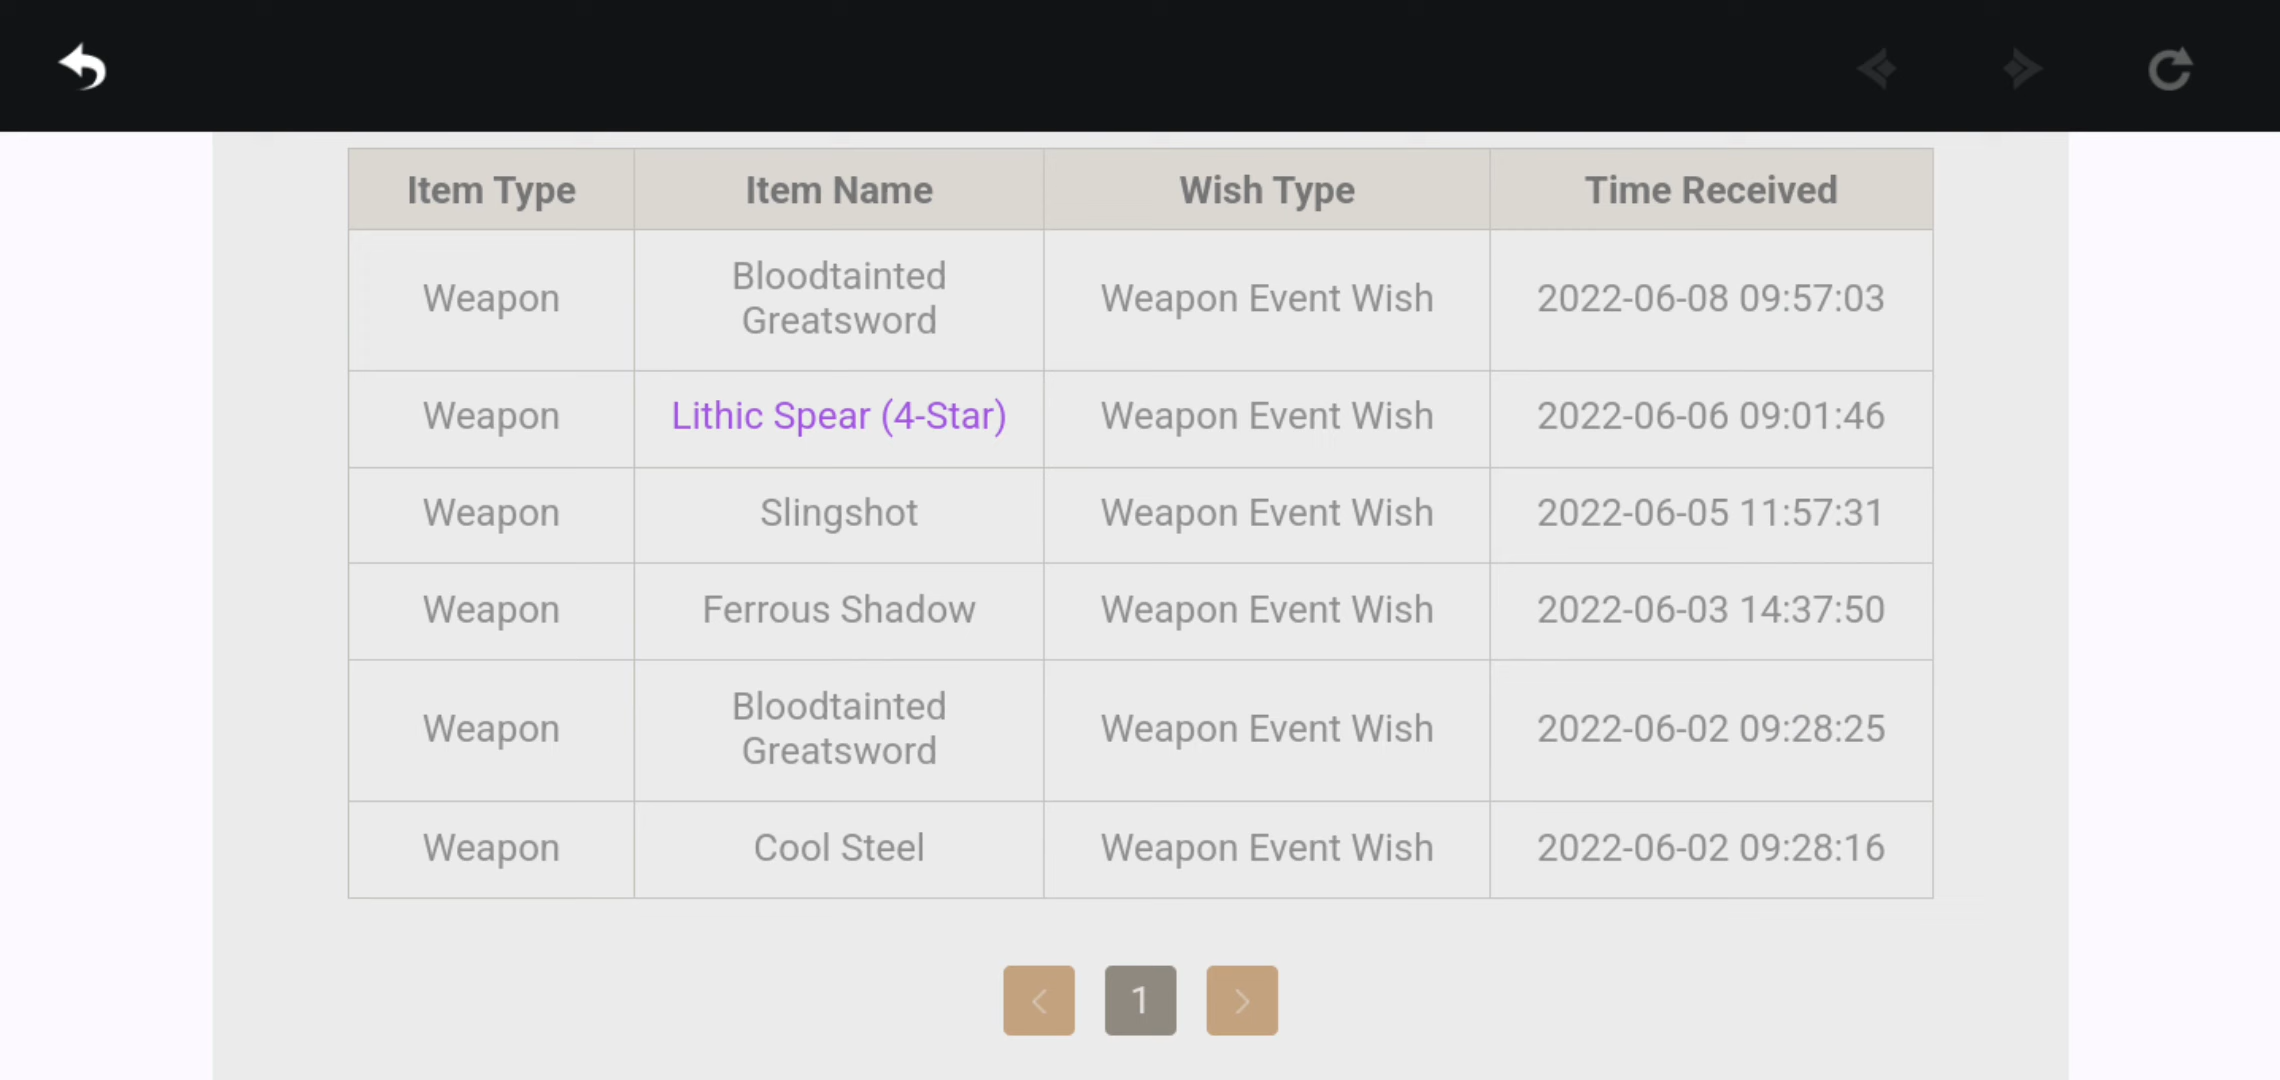 Item Type Item Name Wish Type Time Received
Weapon Bloodtainted Greatsword Weapon Event Wish 2022-06-08 09:57:03
Weapon Lithic Spear (4-Star) Weapon Event Wish 2022-06-06 09:01:46
Weapon Slingshot Weapon Event Wish 2022-06-05 11:57:31
Weapon Ferrous Shadow Weapon Event Wish 2022-06-03 14:37:50
Weapon Bloodtainted Greatsword Weapon Event Wish 2022-06-02 09:28:25
Weapon Cool Steel Weapon Event Wish 2022-06-02 09:28:16
1